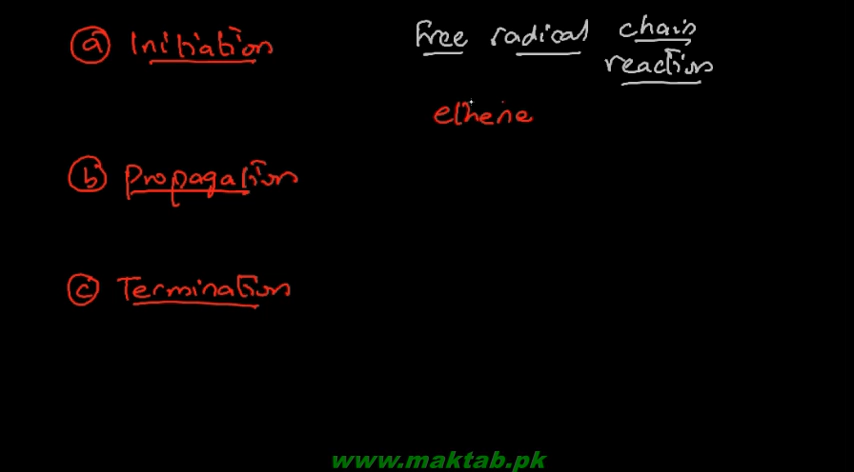 a Initiation
Free radical chain
reaction
ethene
b Propagation
c Termination
www.maktab.pk